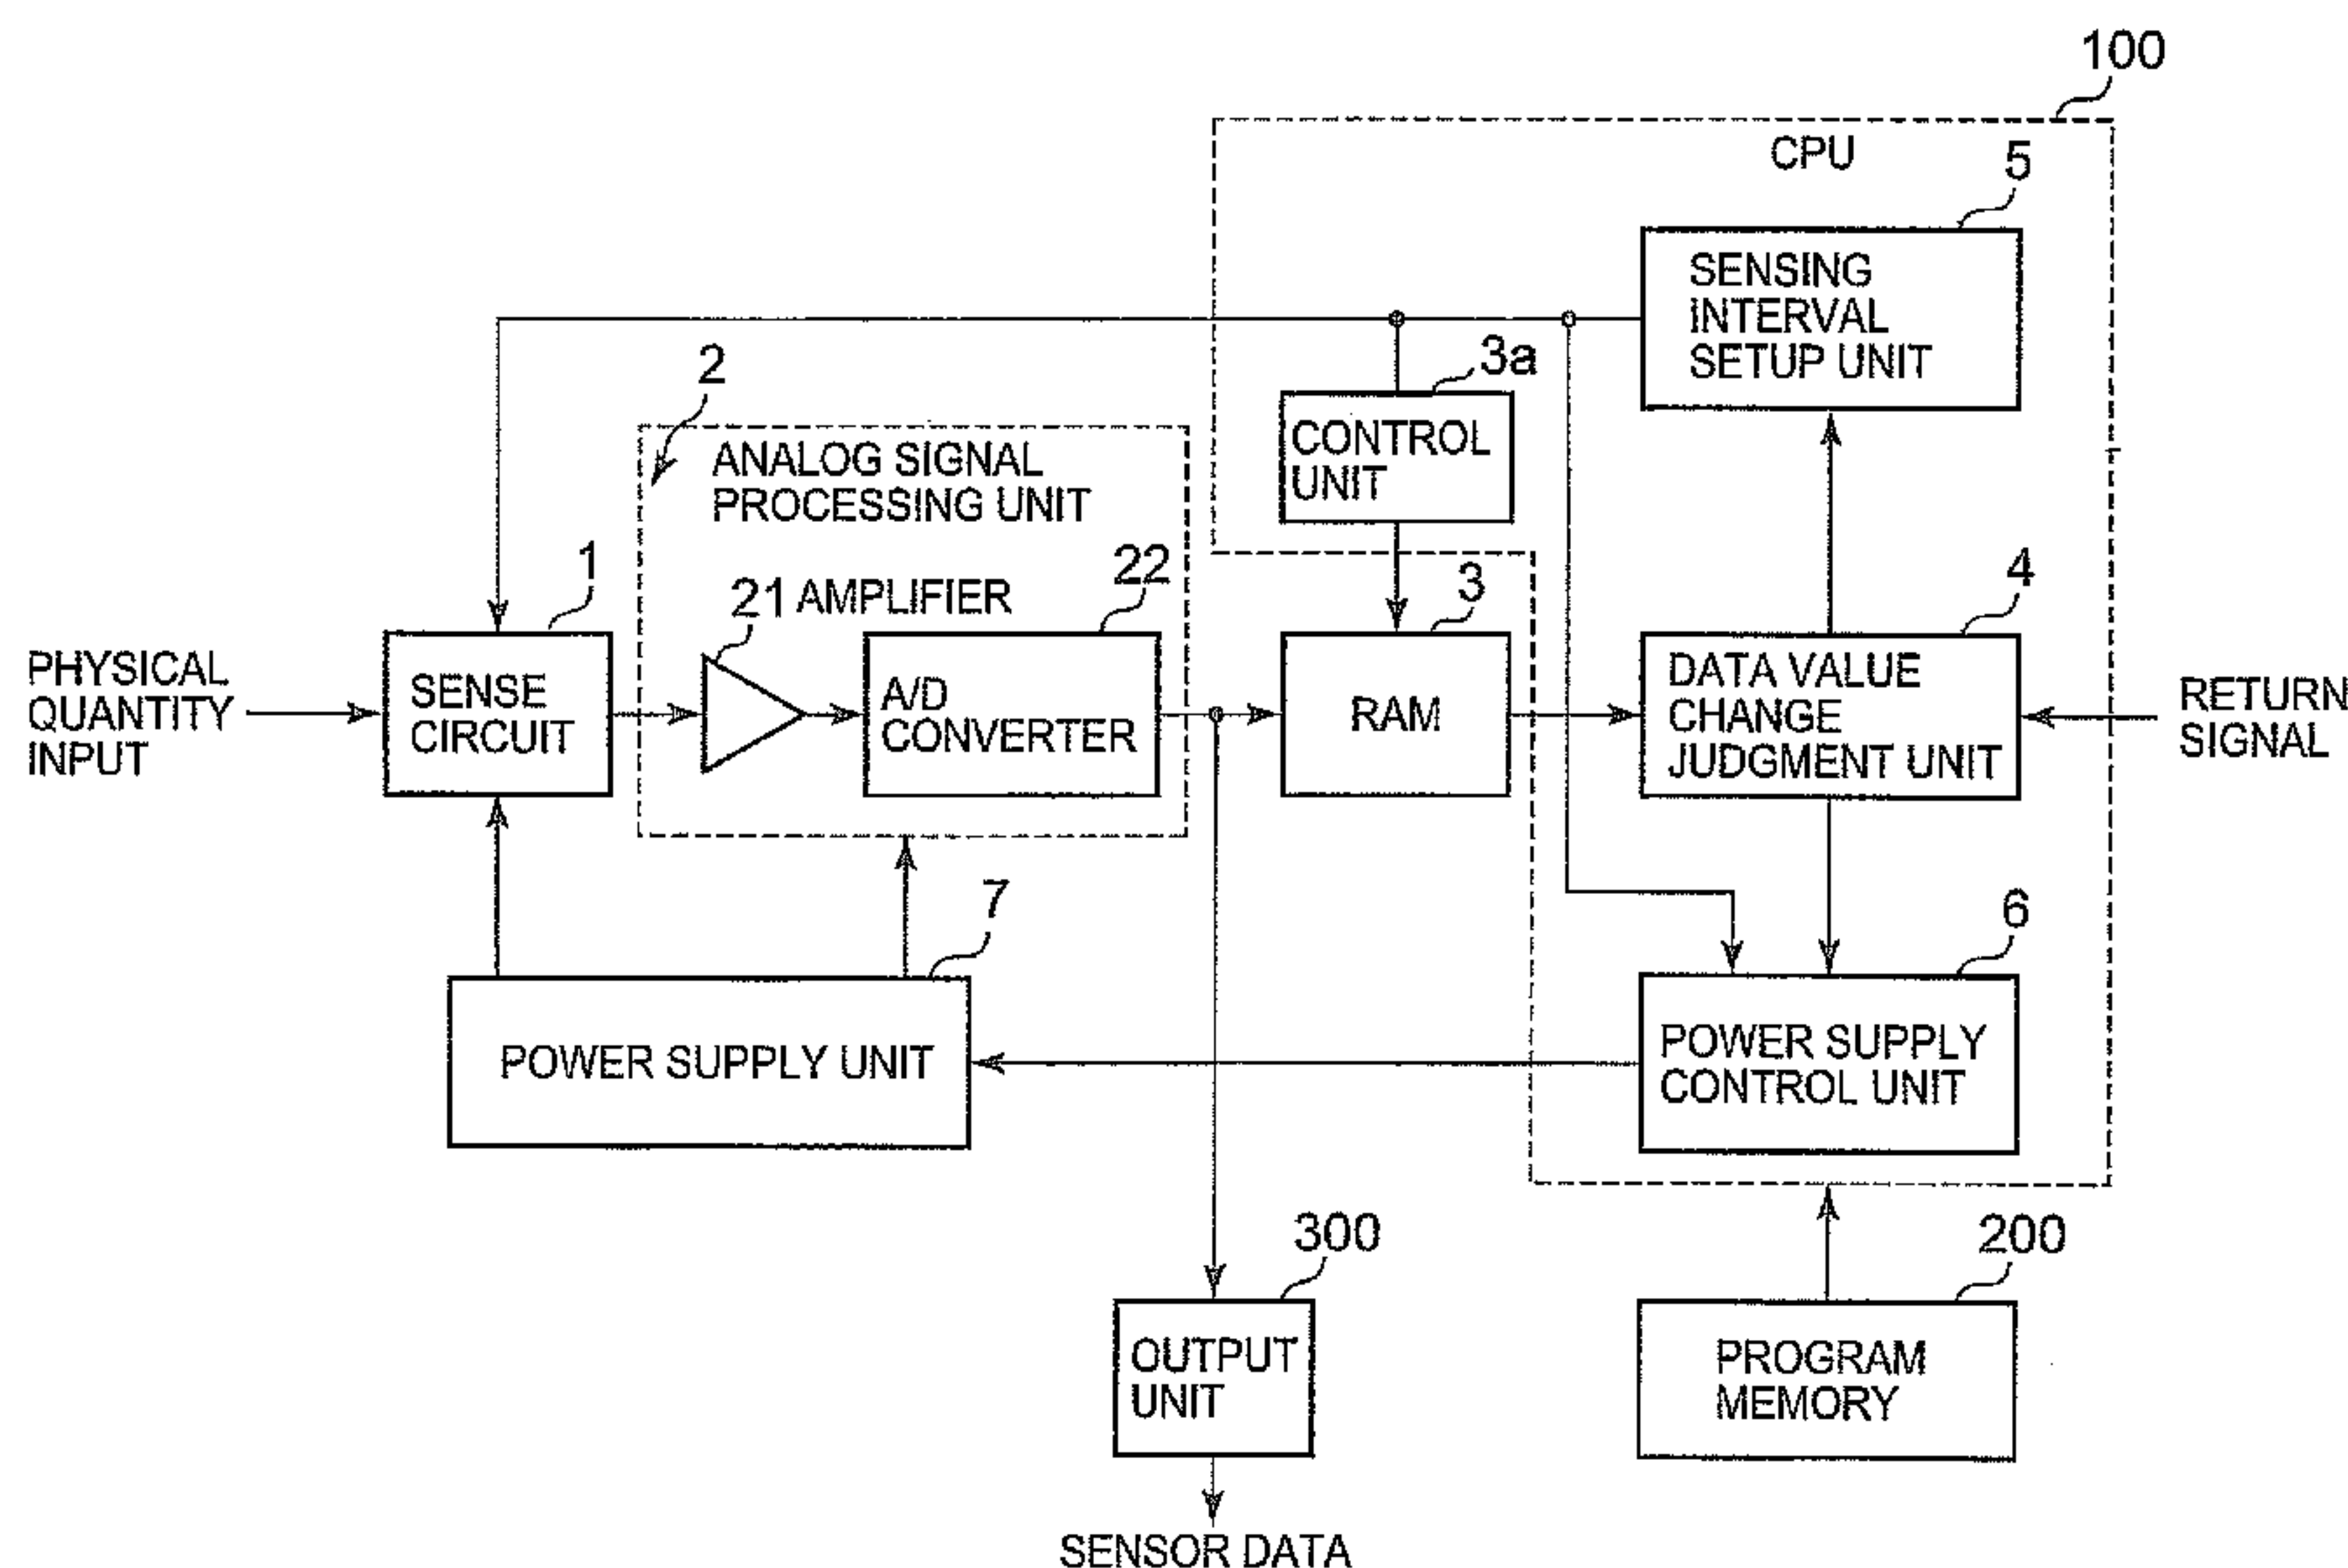 100
CPU
5
SENSING
INTERVAL
SETUP UNIT
3a
CONTROL
UNIT
2
ANALOG SIGNAL
PROCESSING UNIT
1
21 AMPLIFIER
22
3
4
PHYSICAL
QUANTITY
INPUT
SENSE
CIRCUIT
A/D
CONVERTER
RAM
DATA VALUE
CHANGE
JUDGMENT UNIT
RETURN
SIGNAL
7
POWER SUPPLY UNIT
6
POWER SUPPLY
CONTROL UNIT
300
OUTPUT
UNIT
200
PROGRAM
MEMORY
SENSOR DATA